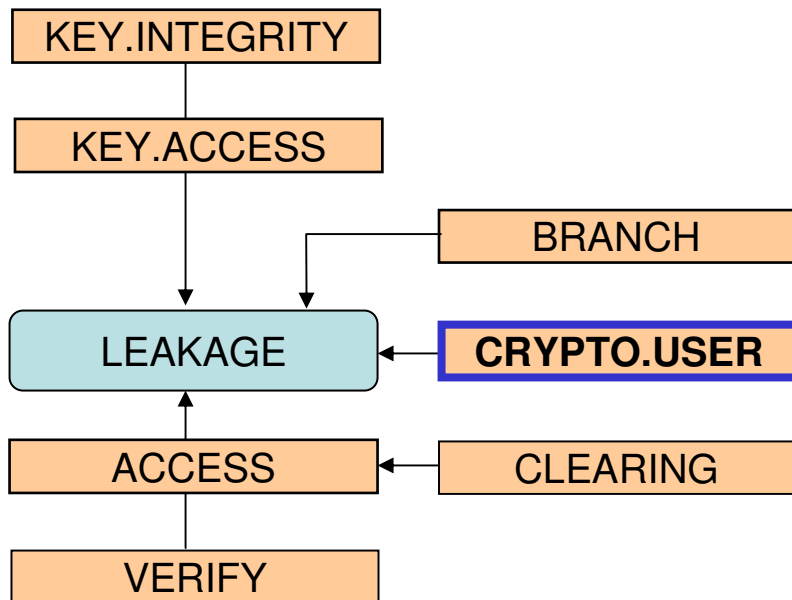 KEY.INTEGRITY
KEY.ACCESS
BRANCH
LEAKAGE
CRYPTO.USER
ACCESS
CLEARING
VERIFY